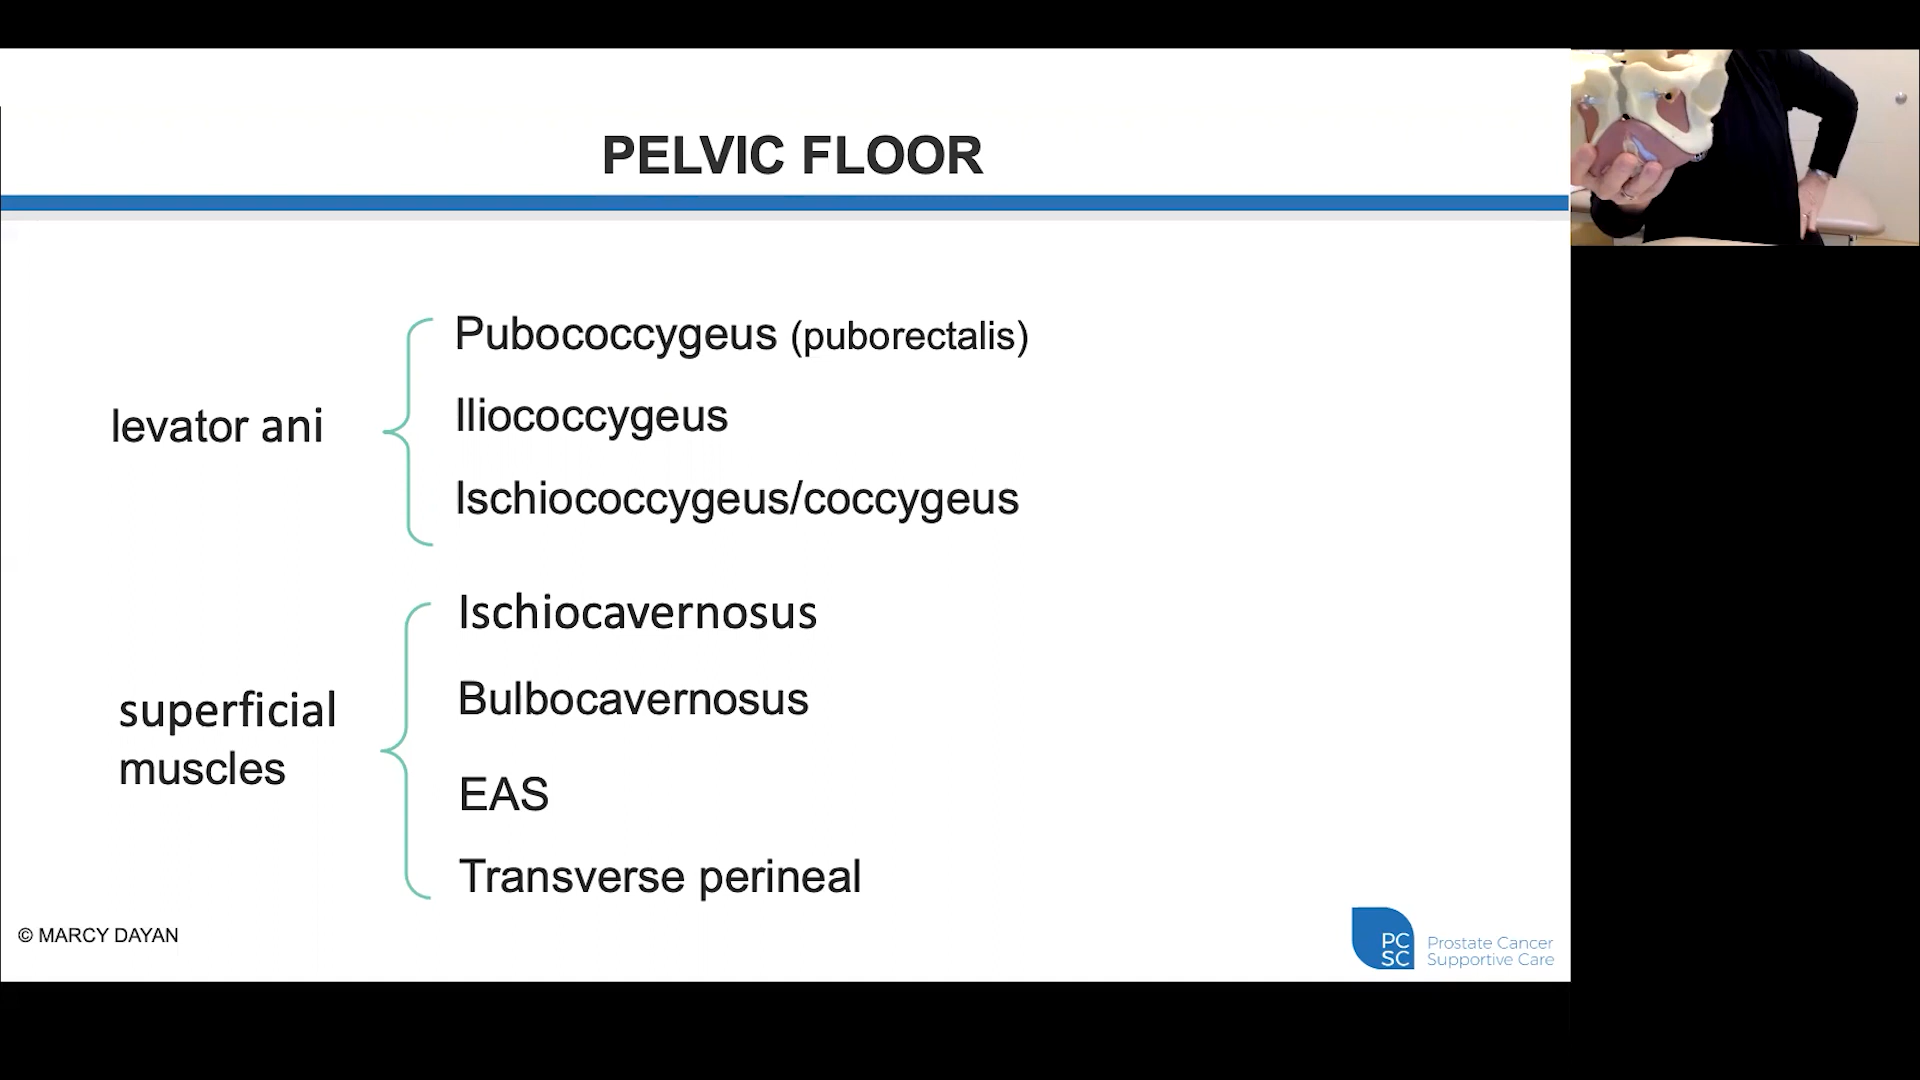 PELVIC FLOOR
levator ani
Pubococcygeus (puborectalis)
Iliococcygeus
Ischiococcygeus/coccygeus
superficial
muscles
Ischiocavernosus
Bulbocavernosus
EAS
Transverse perineal
© MARCY DAYAN
PC
SC
Prostate Cancer
Supportive Care